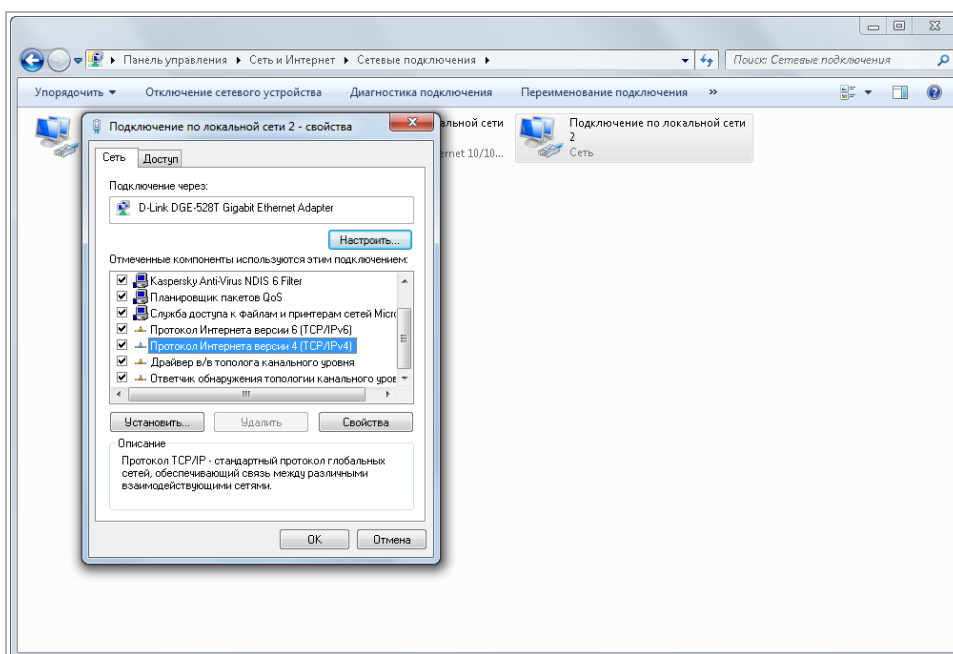 Панель управления ▸ Сеть и Интернет ▸ Сетевые подключения ▸
Поиск: Сетевые подключения
Упорядочить ▾ Отключение сетевого устройства Диагностика подключения Переименование подключения »
Подключение по локальной сети 2 - свойства
Сеть Доступ
Подключение через:
D-Link DGE-528T Gigabit Ethernet Adapter
Настроить...
Отмеченные компоненты используются этим подключением:
Kaspersky Anti-Virus NDIS 6 Filter
Планировщик пакетов QoS
Служба доступа к файлам и принтерам сетей Micro
Протокол Интернета версии 6 (TCP/IPv6)
Протокол Интернета версии 4 (TCP/IPv4)
Драйвер в/в тополога канального уровня
Ответчик обнаружения топологии канального уров
Установить... Удалить Свойства
Описание
Протокол TCP/IP - стандартный протокол глобальных
сетей, обеспечивающий связь между различными
взаимодействующими сетями.
OK Отмена
альной сети
ernet 10/10...
Подключение по локальной сети
2
Сеть